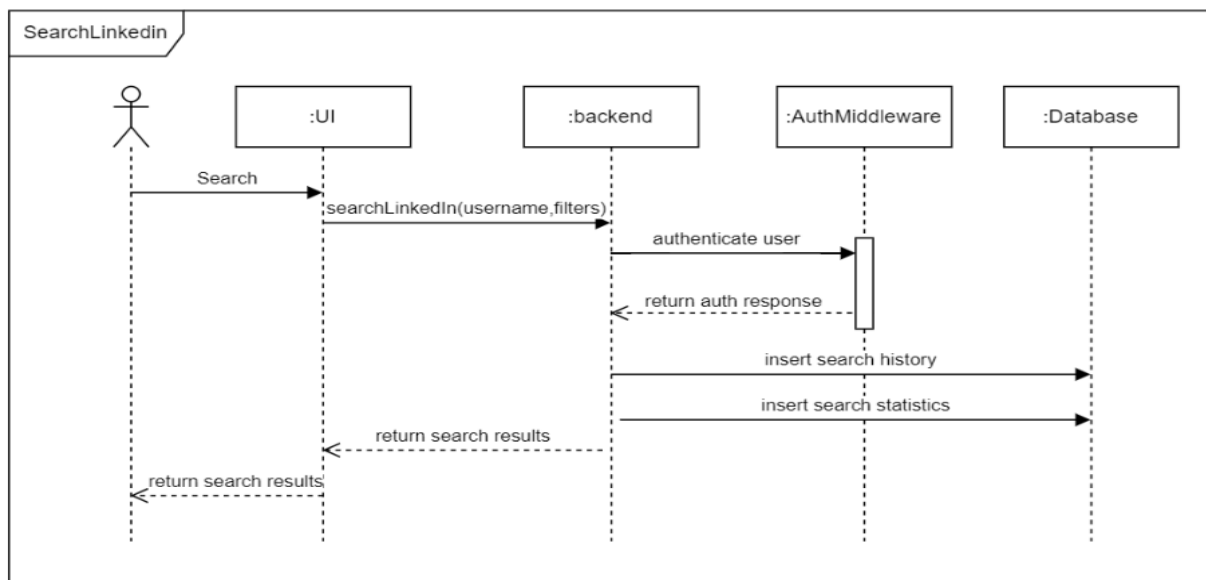 SearchLinkedin
:UI
:backend
:AuthMiddleware
:Database
Search
searchLinkedIn(username,filters)
authenticate user
return auth response
insert search history
insert search statistics
return search results
return search results